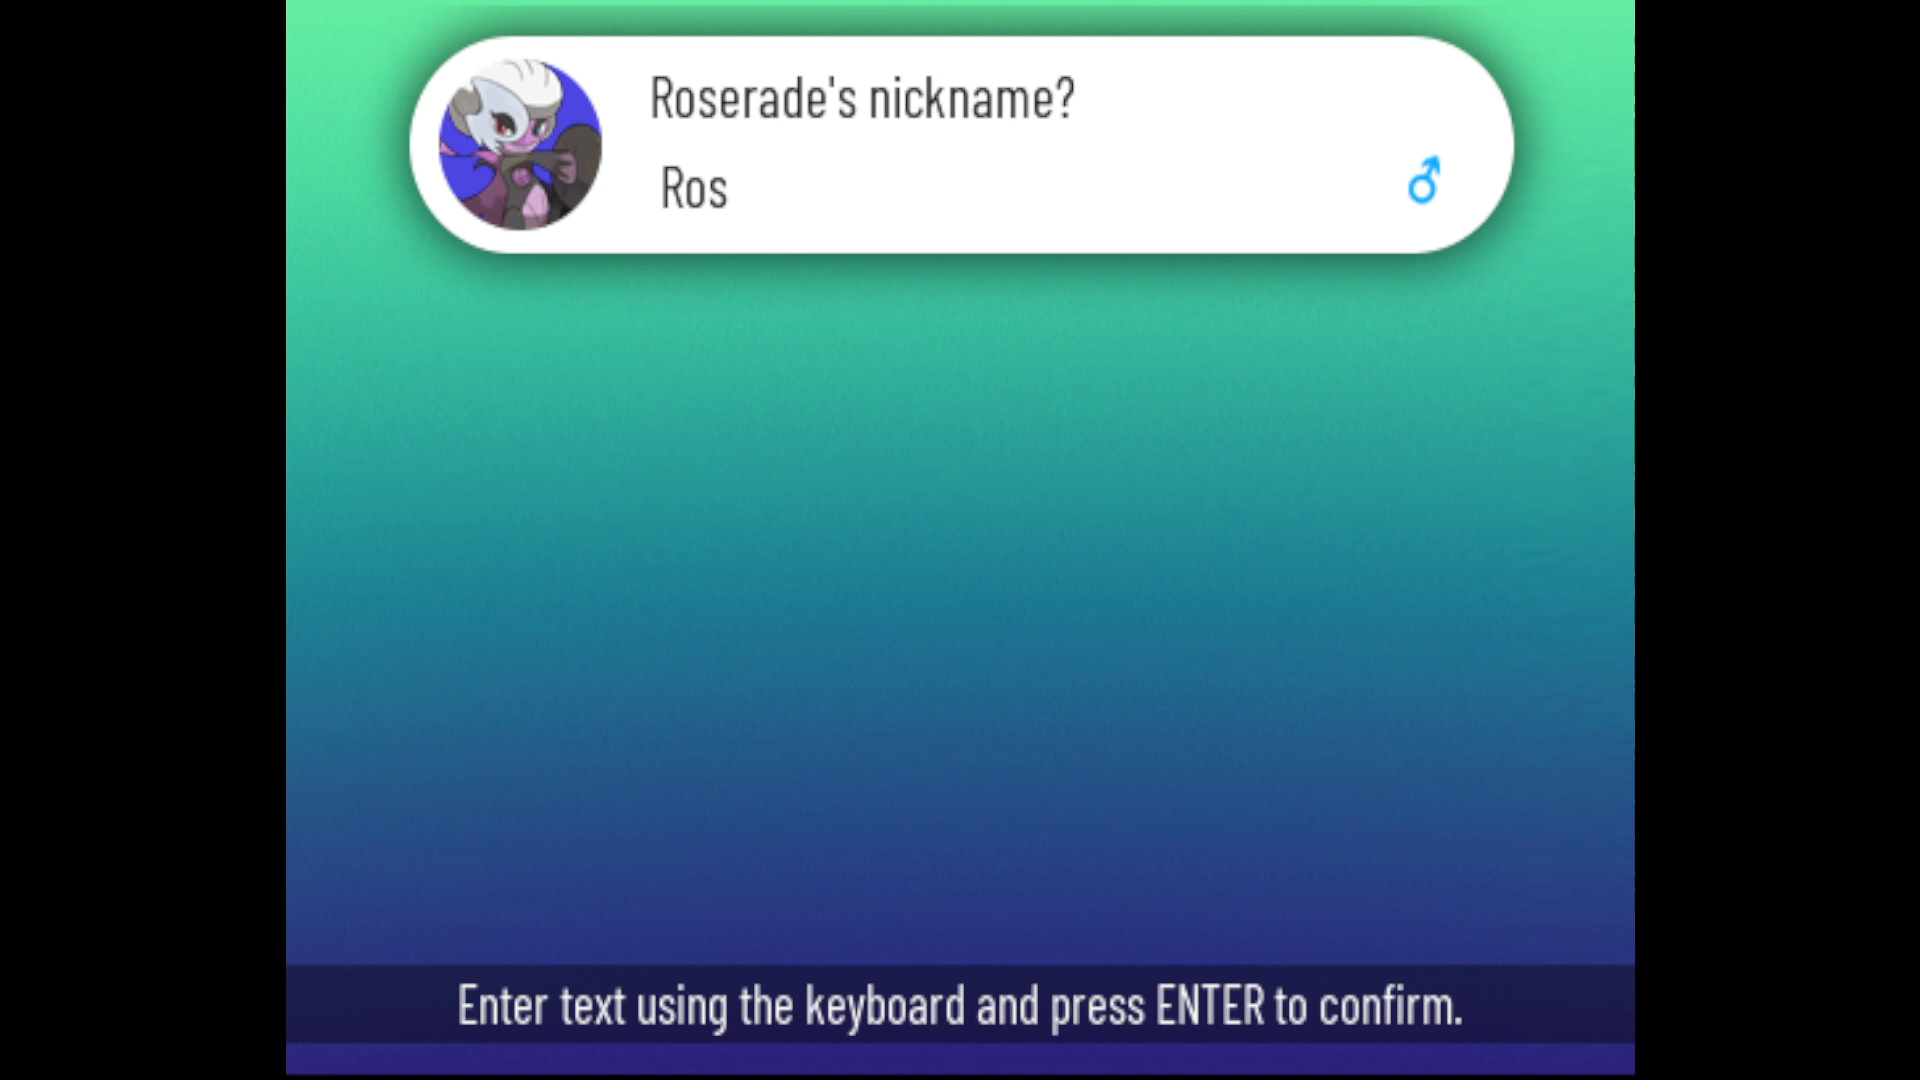 Roserade's nickname?
Ros
Enter text using the keyboard and press ENTER to confirm.